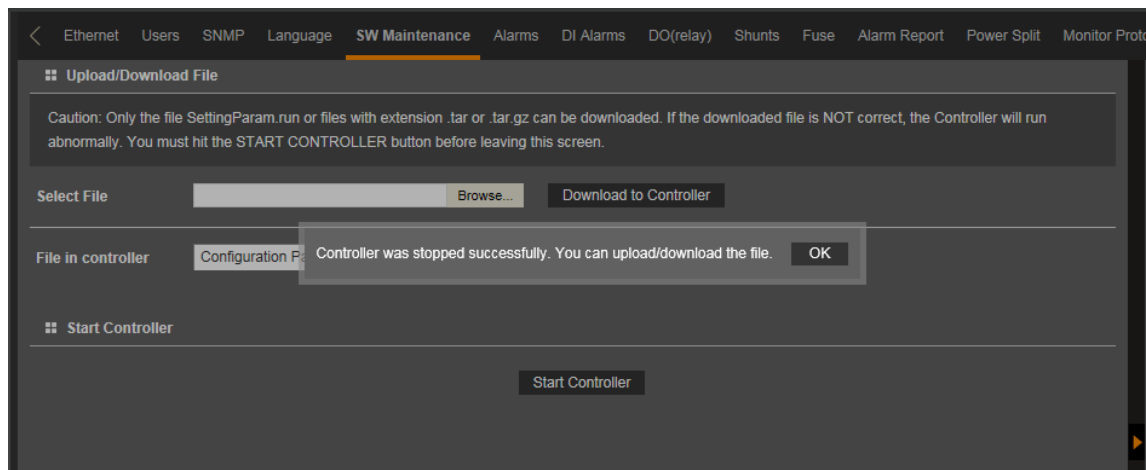 Ethernet Users SNMP Language SW Maintenance Alarms DI Alarms DO(relay) Shunts Fuse Alarm Report Power Split Monitor
Upload/Download File
Caution: Only the file SettingParam.run or files with extension .tar or .tar.gz can be downloaded. If the downloaded file is NOT correct, the Controller will run
abnormally. You must hit the START CONTROLLER button before leaving this screen.
Select File Browse... Download to Controller
File in controller Configuration Controller was stopped successfully. You can upload/download the file. OK
Start Controller
Start Controller